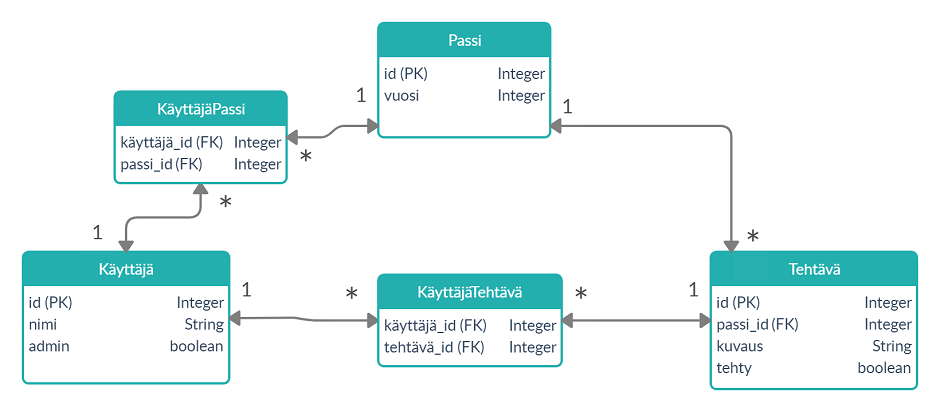 Passi
id (PK) Integer
vuosi Integer
1
1
KäyttäjäPassi
käyttäjä_id (FK) Integer
passi_id (FK) Integer
*
*
1
*
Käyttäjä
id (PK) Integer
nimi String
admin boolean
1
*
KäyttäjäTehtävä
käyttäjä_id (FK) Integer
tehtävä_id (FK) Integer
*
1
Tehtävä
id (PK) Integer
passi_id (FK) Integer
kuvaus String
tehty boolean